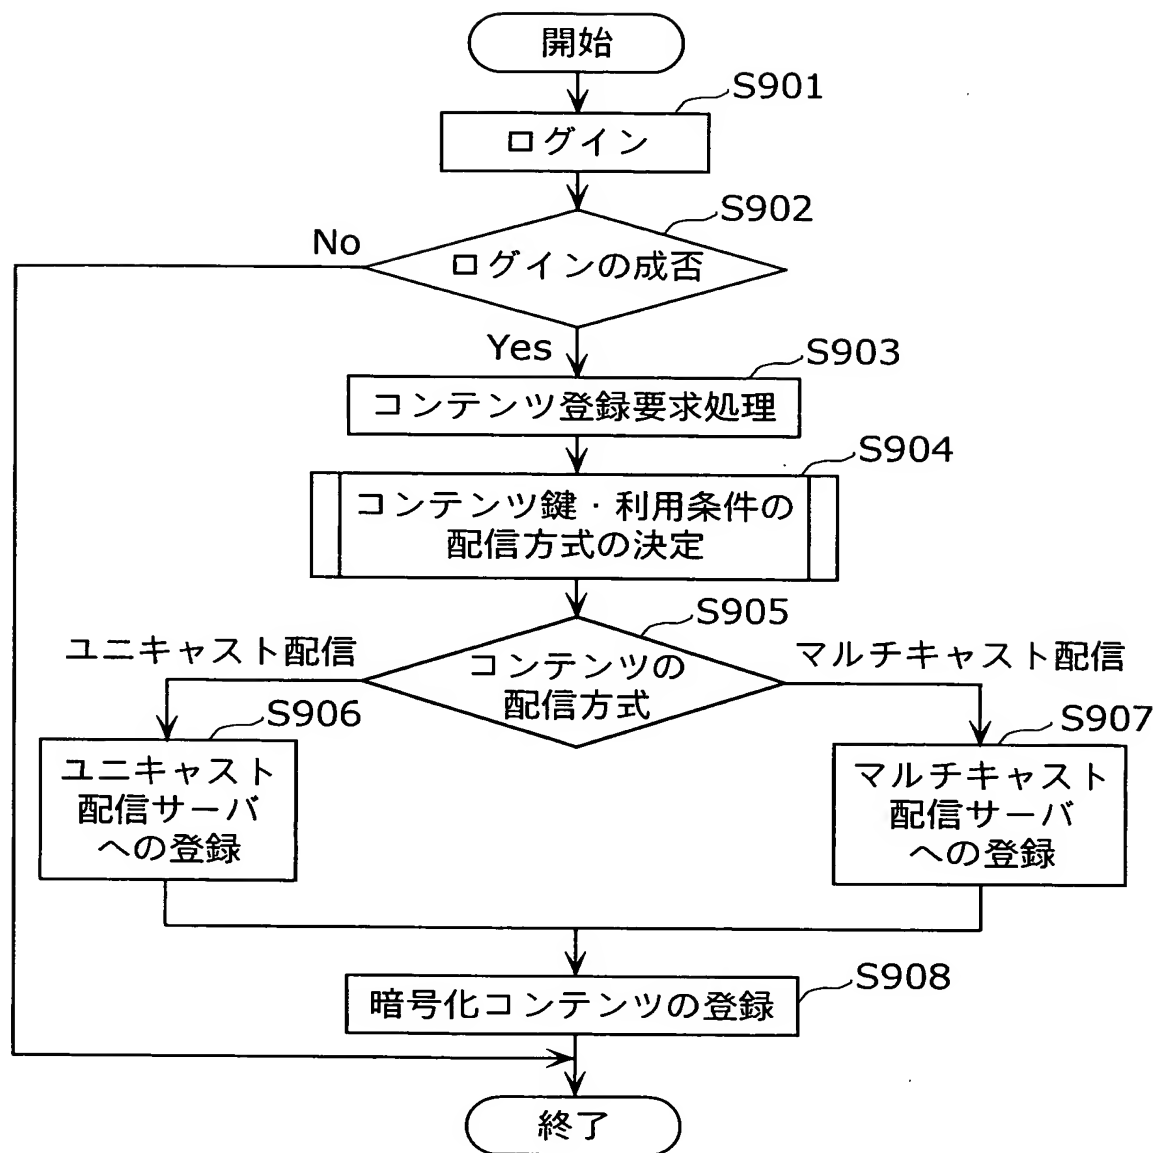 開始
S901
ログイン
S902
No
ログインの成否
Yes
S903
コンテンツ登録要求処理
S904
コンテンツ鍵・利用条件の
配信方式の決定
S905
ユニキャスト配信
コンテンツの
配信方式
マルチキャスト配信
S906
ユニキャスト
配信サーバ
への登録
S907
マルチキャスト
配信サーバ
への登録
S908
暗号化コンテンツの登録
終了